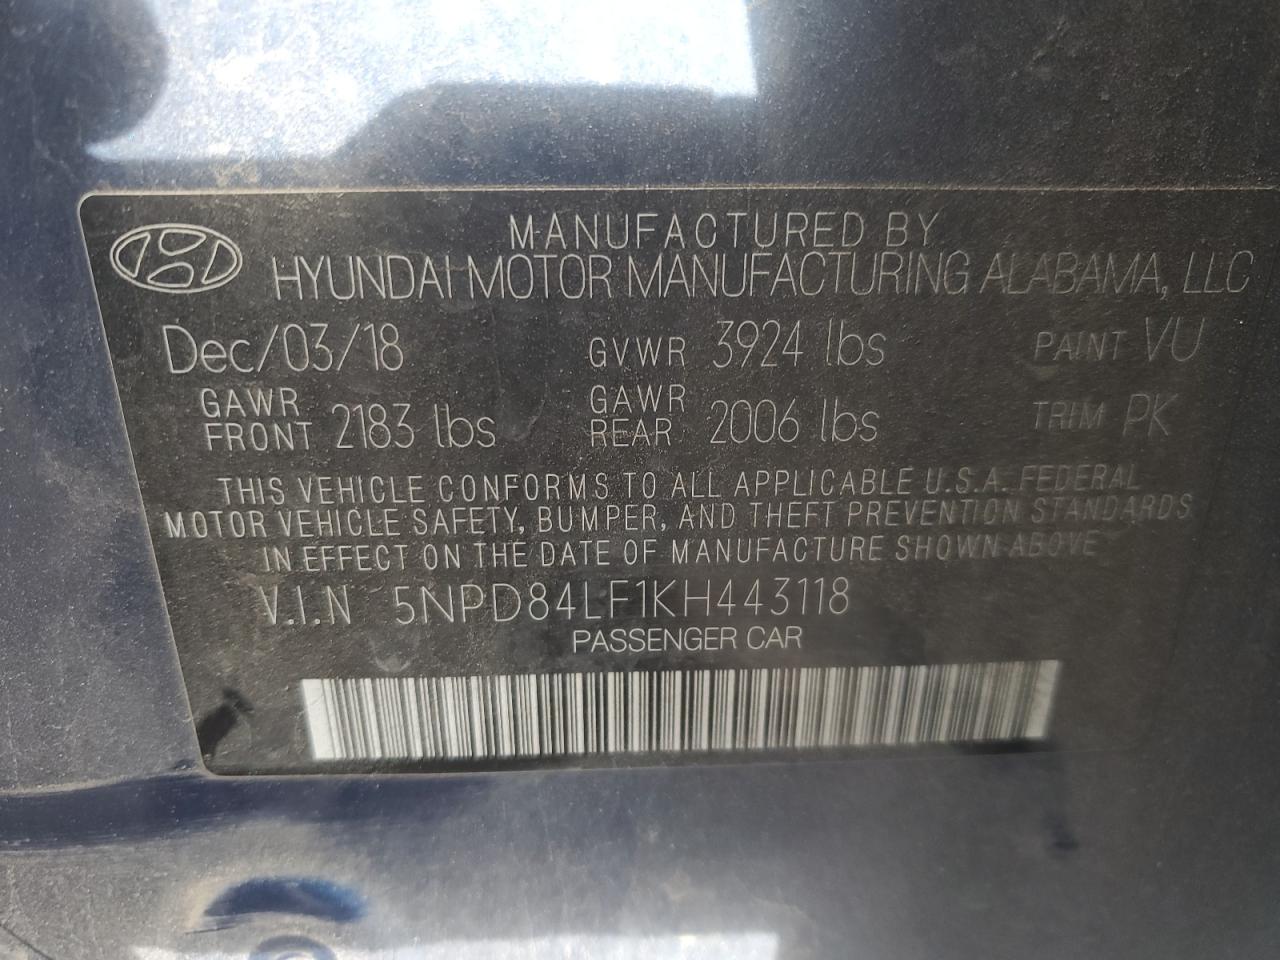 MANUFACTURED BY
HYUNDAI MOTOR MANUFACTURING ALABAMA, LLC
Dec/03/18 GVWR 3924 lbs PAINT VU
GAWR FRONT 2183 lbs GAWR REAR 2006 lbs TRIM PK
THIS VEHICLE CONFORMS TO ALL APPLICABLE U.S.A. FEDERAL
MOTOR VEHICLE SAFETY, BUMPER, AND THEFT PREVENTION STANDARDS
IN EFFECT ON THE DATE OF MANUFACTURE SHOWN ABOVE
V.I.N 5NPD84LF1KH443118
PASSENGER CAR